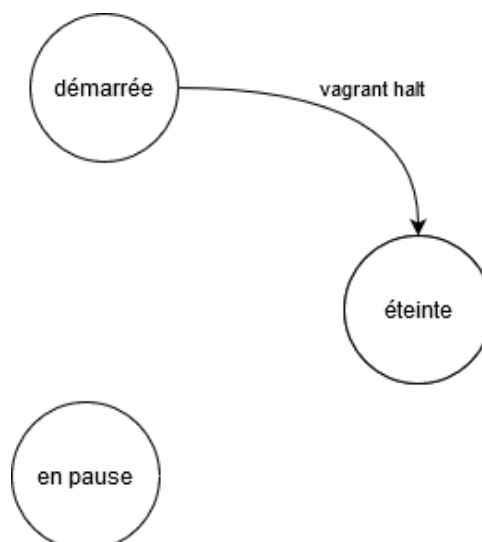 démarrée
vagrant halt
éteinte
en pause